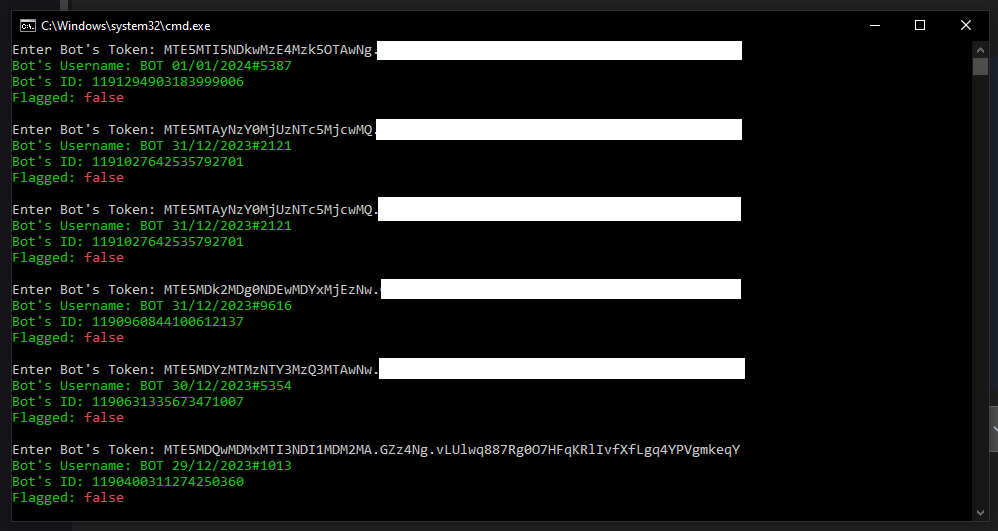 C:\Windows\system32\cmd.exe
Enter Bot's Token: MTE5MTI5NDkwMzE4Mzk5OTAwNg.
Bot's Username: BOT 01/01/2024#5387
Bot's ID: 1191294903183999006
Flagged: false
Enter Bot's Token: MTE5MTAyNzY0MjUzNTc5MjcwMQ.
Bot's Username: BOT 31/12/2023#2121
Bot's ID: 1191027642535792701
Flagged: false
Enter Bot's Token: MTE5MTAyNzY0MjUzNTc5MjcwMQ.
Bot's Username: BOT 31/12/2023#2121
Bot's ID: 1191027642535792701
Flagged: false
Enter Bot's Token: MTE5MDk2MDg0NDEwMDYxMjEzNw.
Bot's Username: BOT 31/12/2023#9616
Bot's ID: 1190960844100612137
Flagged: false
Enter Bot's Token: MTE5MDYzMTMzNTY3MzQ3MTAwNw.
Bot's Username: BOT 30/12/2023#5354
Bot's ID: 1190631335673471007
Flagged: false
Enter Bot's Token: MTE5MDQwMDMxMTI3NDI1MDM2MA.GZz4Ng.vLUlwq887Rg0O7HFqKRlIvfXfLgq4YPVgmkeqY
Bot's Username: BOT 29/12/2023#1013
Bot's ID: 1190400311274250360
Flagged: false